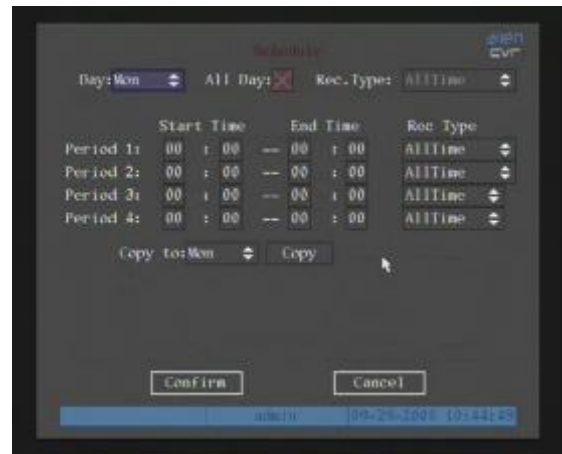 Schedule
Day: Mon All Day: Rec.Type: AllTime
Start Time End Time Rec Type
Period 1: 00 : 00 -- 00 : 00 AllTime
Period 2: 00 : 00 -- 00 : 00 AllTime
Period 3: 00 : 00 -- 00 : 00 AllTime
Period 4: 00 : 00 -- 00 : 00 AllTime
Copy to: Mon Copy
Confirm Cancel
admin